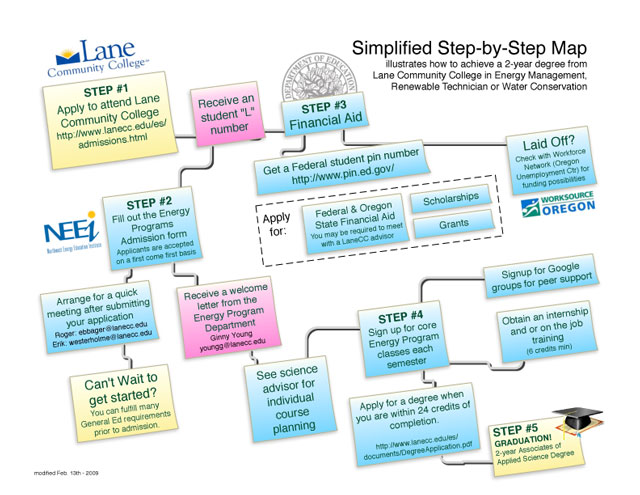 Lane
Community College
Simplified Step-by-Step Map
illustrates how to achieve a 2-year degree from
Lane Community College in Energy Management,
Renewable Technician or Water Conservation
STEP #1
Apply to attend Lane
Community College
http://www.lanecc.edu/es/
admissions.html
Receive an
student "L"
number
DEPARTMENT OF EDUCATION
STEP #3
Financial Aid
Get a Federal student pin number
http://www.pin.ed.gov/
Laid Off?
Check with Workforce
Network (Oregon
Unemployment Ctr) for
funding possibilities
WORKSOURCE
OREGON
Apply
for:
Federal & Oregon
State Financial Aid
You may be required to meet
with a LaneCC advisor
Scholarships
Grants
STEP #2
Fill out the Energy
Programs
Admission form
Applicants are accepted
on a first come first basis
NEEi
Northwest Energy Education Institute
Arrange for a quick
meeting after submitting
your application
Roger: ebbager@lanecc.edu
Erik: westerholme@lanecc.edu
Receive a welcome
letter from the
Energy Program
Department
Ginny Young
youngg@lanecc.edu
Can't Wait to
get started?
You can fulfill many
General Ed requirements
prior to admission.
See science
advisor for
individual
course
planning
STEP #4
Sign up for core
Energy Program
classes each
semester
Signup for Google
groups for peer support
Obtain an internship
and or on the job
training
(6 credits min)
Apply for a degree when
you are within 24 credits of
completion.
http://www.lanecc.edu/es/
documents/DegreeApplication.pdf
STEP #5
GRADUATION!
2-year Associates of
Applied Science Degree
modified Feb. 13th - 2009